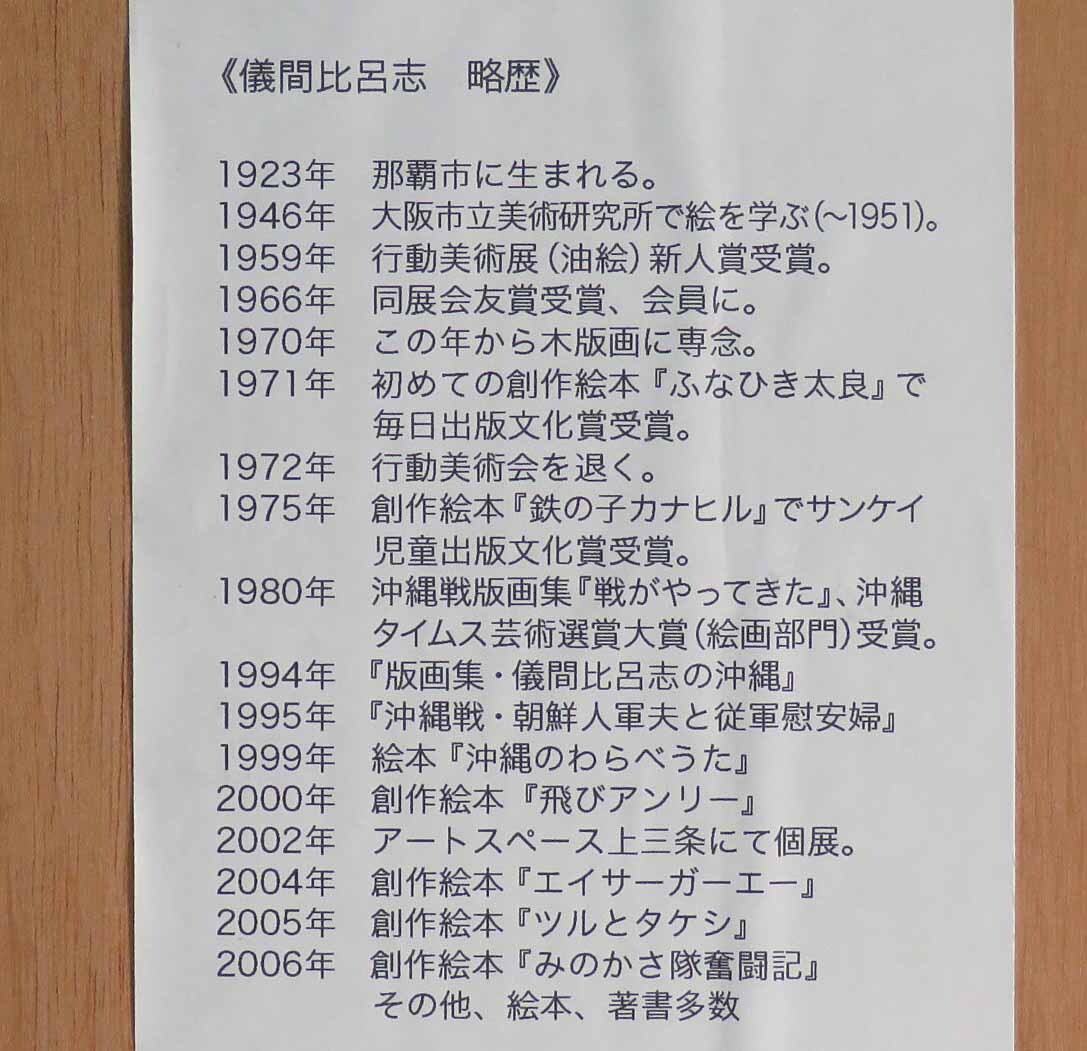 《儀間比呂志　略歴》
1923年　那覇市に生まれる。
1946年　大阪市立美術研究所で絵を学ぶ(〜1951)。
1959年　行動美術展(油絵)新人賞受賞。
1966年　同展会友賞受賞、会員に。
1970年　この年から木版画に専念。
1971年　初めての創作絵本『ふなひき太良』で
毎日出版文化賞受賞。
1972年　行動美術会を退く。
1975年　創作絵本『鉄の子カナヒル』でサンケイ
児童出版文化賞受賞。
1980年　沖縄戦版画集『戦がやってきた』、沖縄
タイムス芸術選賞大賞(絵画部門)受賞。
1994年　『版画集・儀間比呂志の沖縄』
1995年　『沖縄戦・朝鮮人軍夫と従軍慰安婦』
1999年　絵本『沖縄のわらべうた』
2000年　創作絵本『飛びアンリー』
2002年　アートスペース上三条にて個展。
2004年　創作絵本『エイサーガーエー』
2005年　創作絵本『ツルとタケシ』
2006年　創作絵本『みのかさ隊奮闘記』
その他、絵本、著書多数